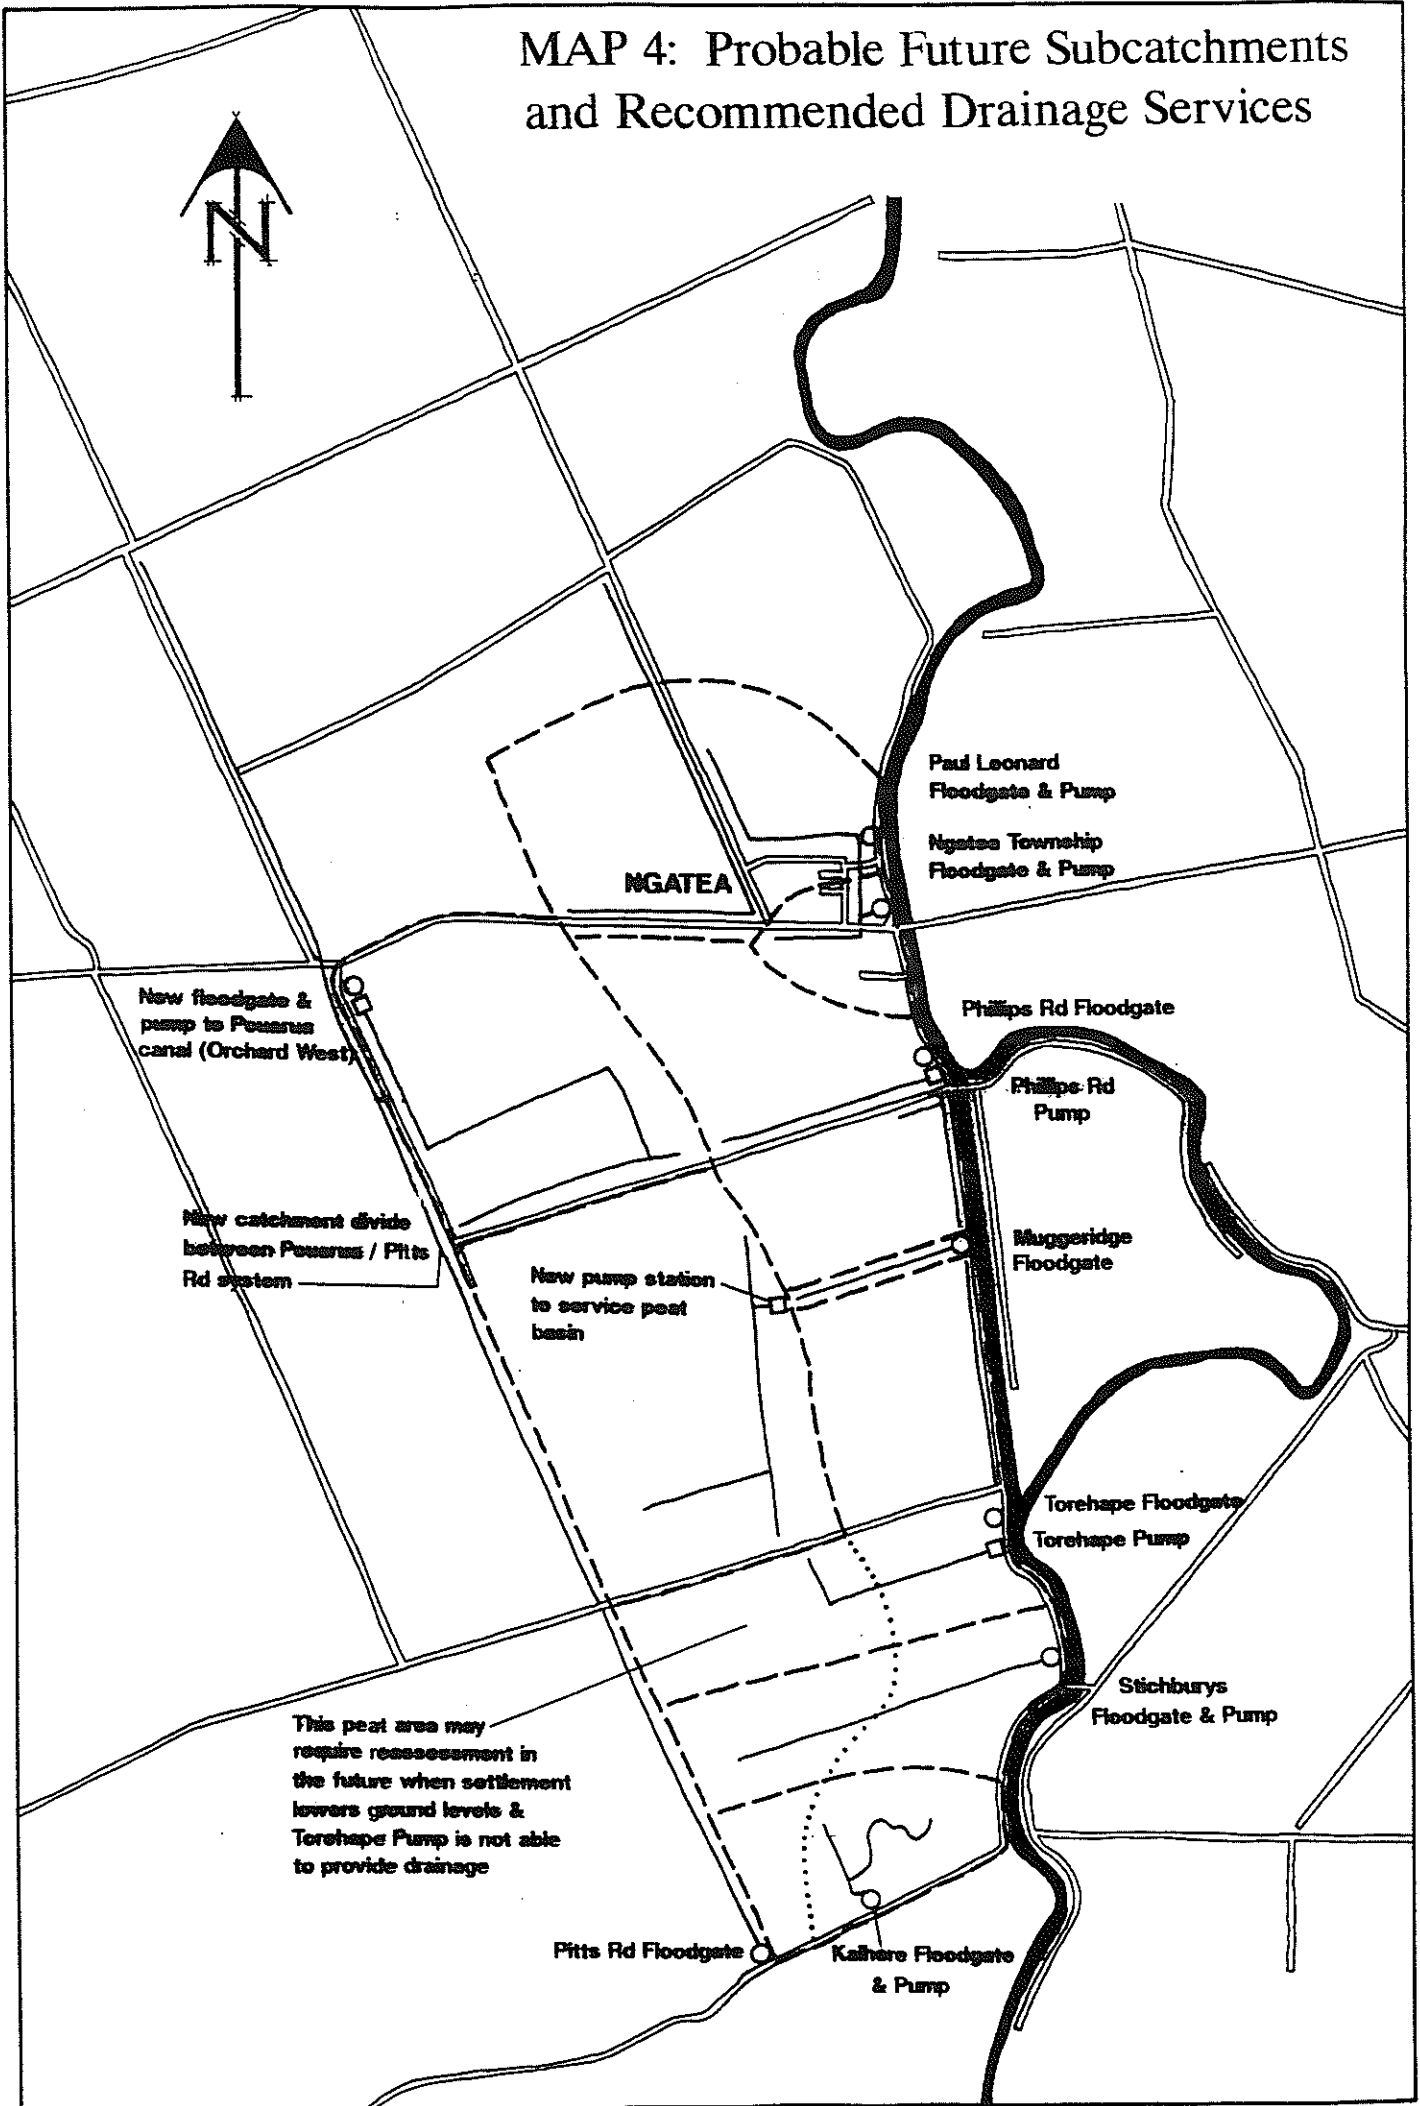 MAP 4: Probable Future Subcatchments
and Recommended Drainage Services
N
Paul Leonard
Floodgate & Pump
Ngatea Township
Floodgate & Pump
NGATEA
New floodgate &
pump to Pouarua
canal (Orchard West)
Phillips Rd Floodgate
Phillips Rd
Pump
New catchment divide
between Pouarua / Pitts
Rd system
New pump station
to service peat
basin
Muggeridge
Floodgate
Torehape Floodgate
Torehape Pump
Stichburys
Floodgate & Pump
This peat area may
require reassessment in
the future when settlement
lowers ground levels &
Torehape Pump is not able
to provide drainage
Pitts Rd Floodgate
Kaihere Floodgate
& Pump